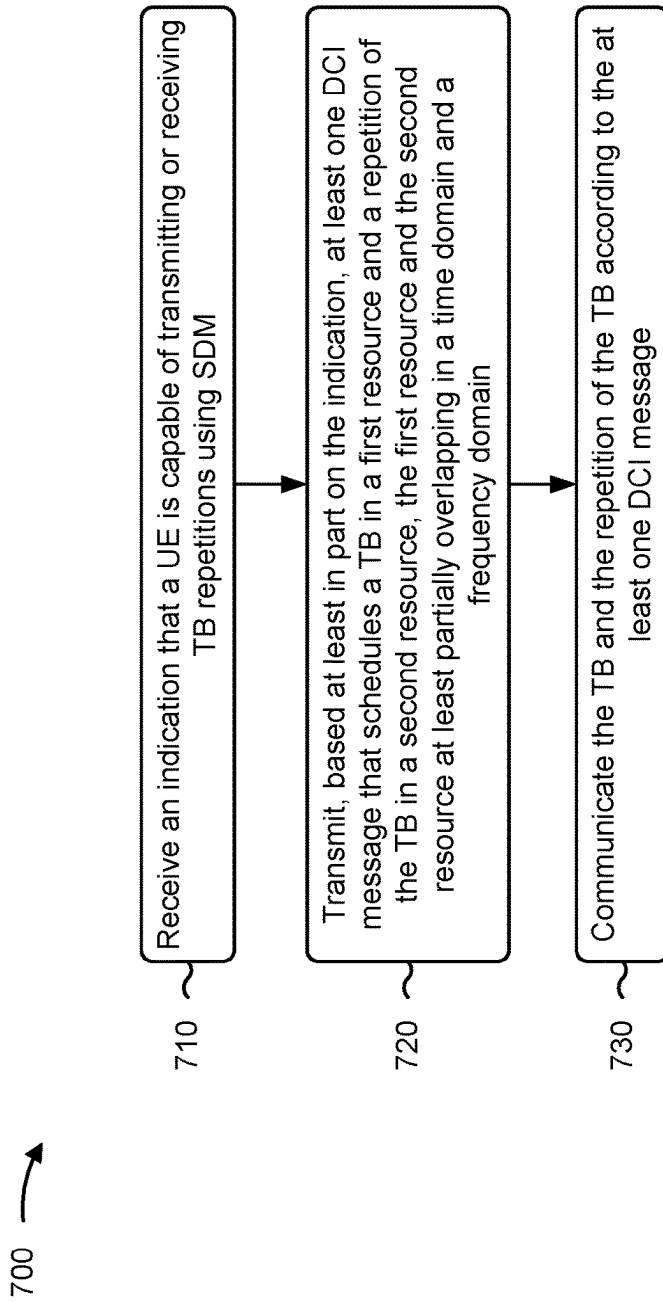 700
710
Receive an indication that a UE is capable of transmitting or receiving
TB repetitions using SDM
720
Transmit, based at least in part on the indication, at least one DCI
message that schedules a TB in a first resource and a repetition of
the TB in a second resource, the first resource and the second
resource at least partially overlapping in a time domain and a
frequency domain
730
Communicate the TB and the repetition of the TB according to the at
least one DCI message